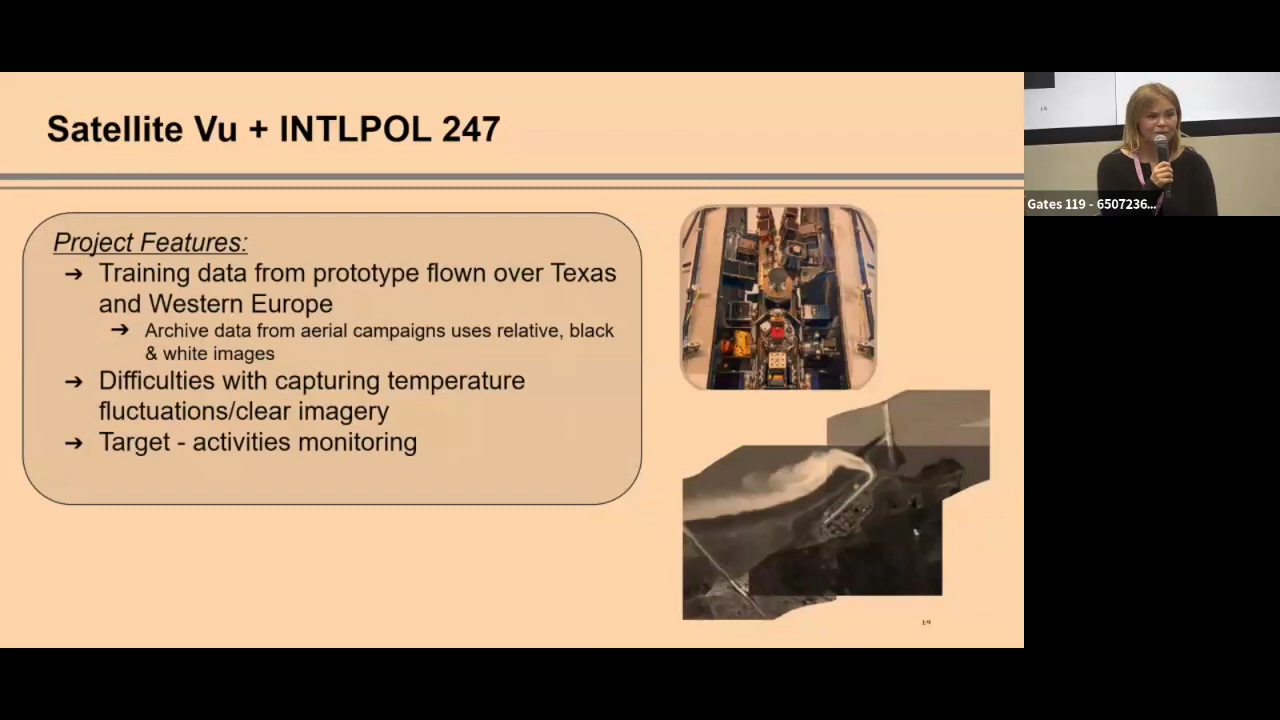 Satellite Vu + INTLPOL 247
Project Features:
➔ Training data from prototype flown over Texas
and Western Europe
➔ Archive data from aerial campaigns uses relative, black
& white images
➔ Difficulties with capturing temperature
fluctuations/clear imagery
➔ Target - activities monitoring
Gates 119 - 6507236...